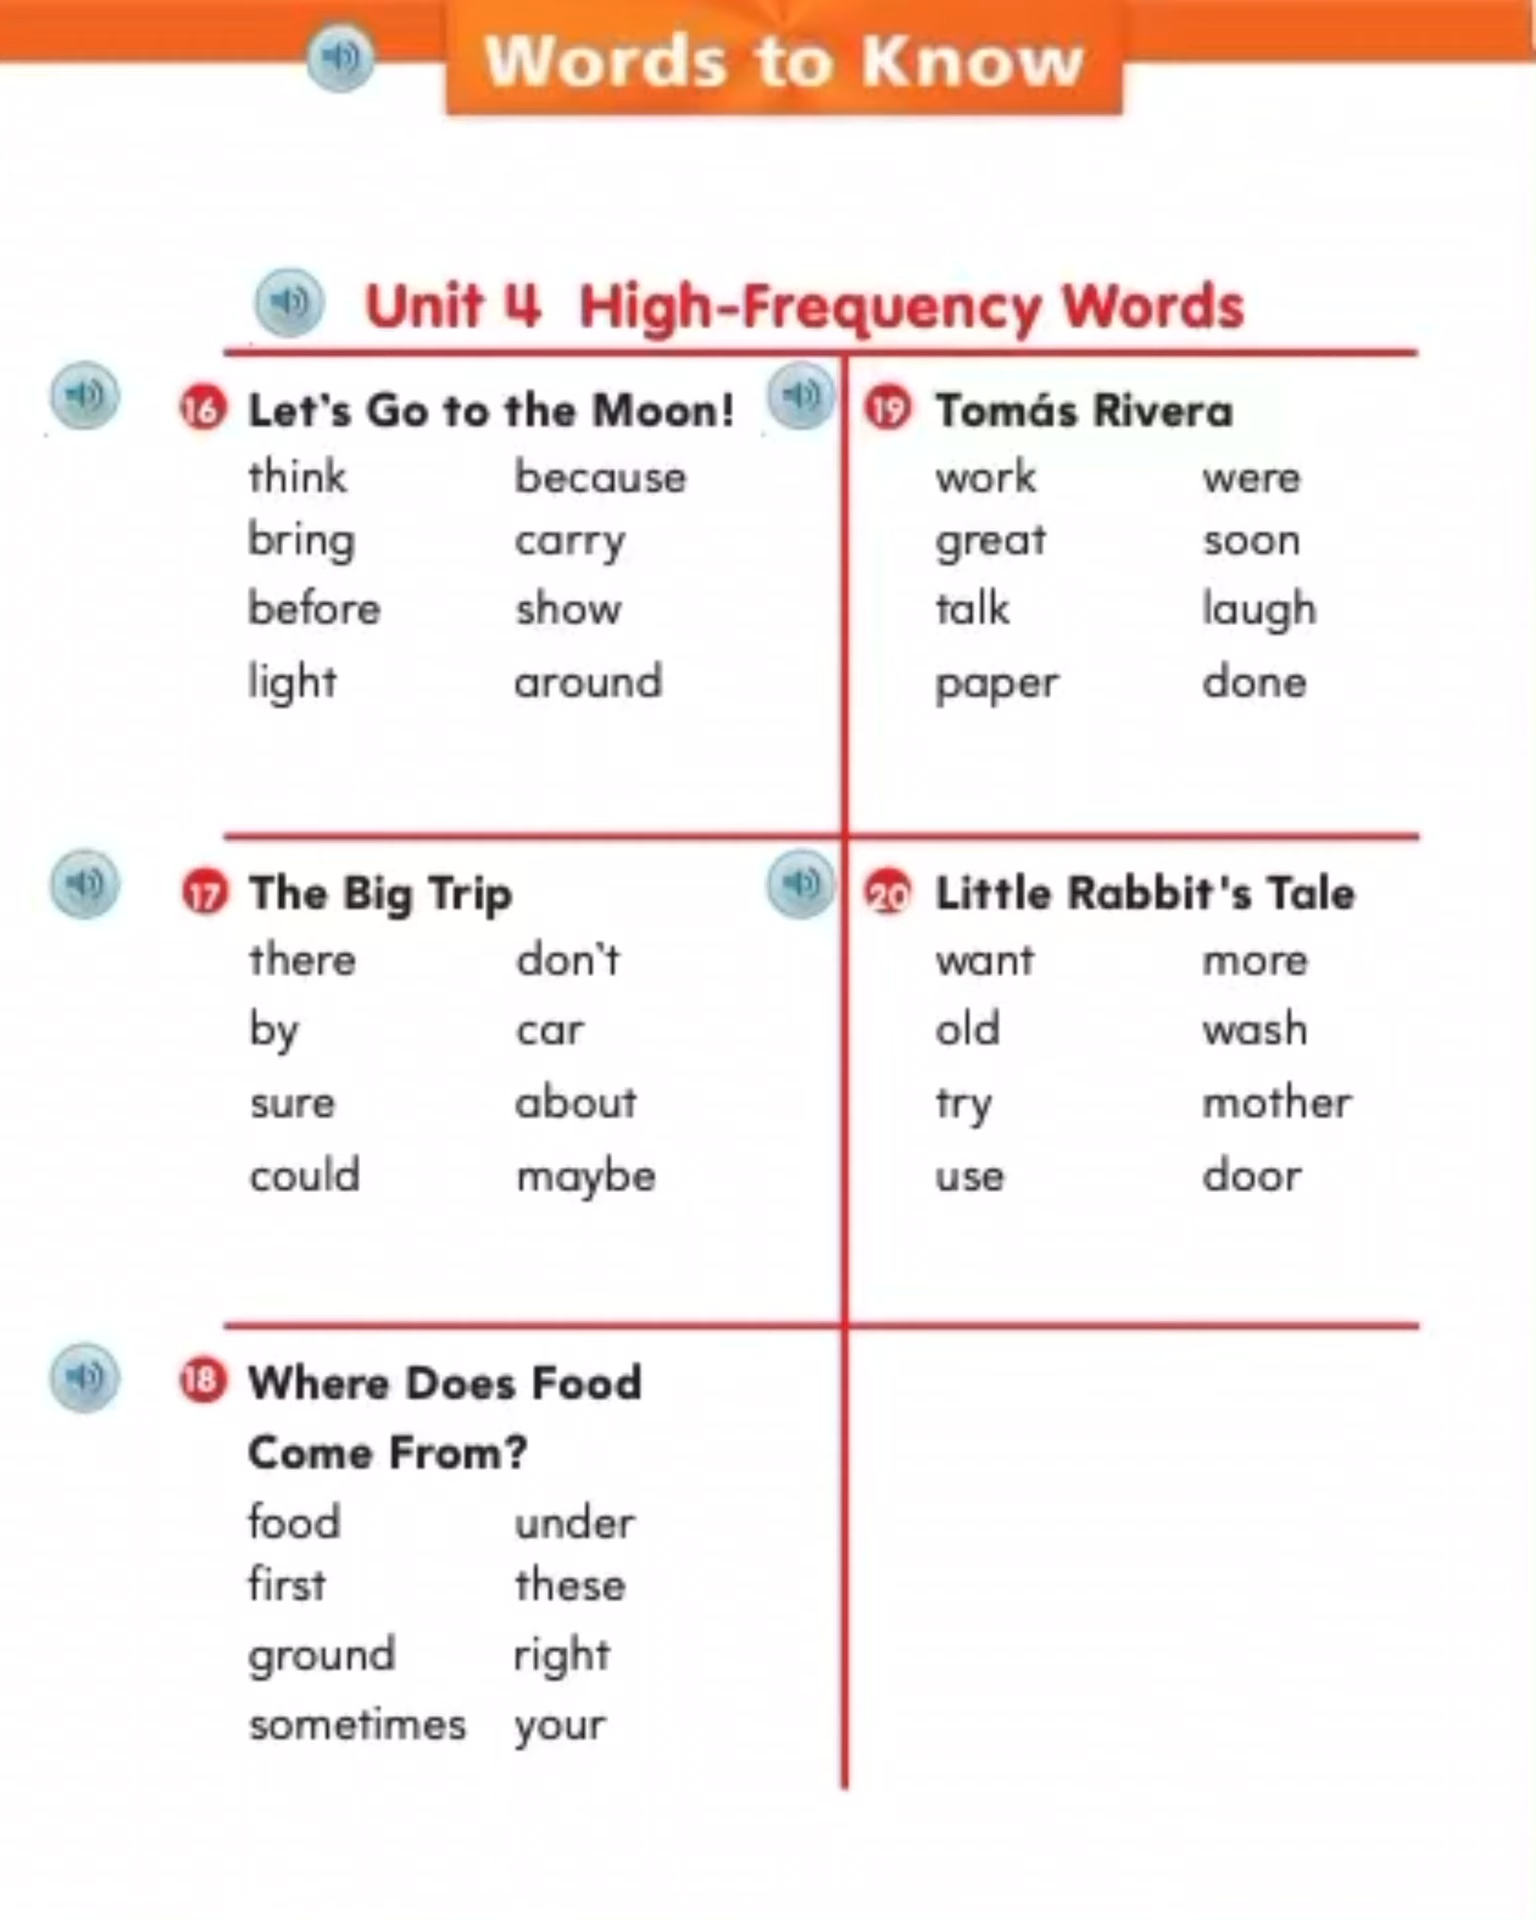 Words to Know
Unit 4 High-Frequency Words
16 Let's Go to the Moon!
think because
bring carry
before show
light around
17 The Big Trip
there don't
by car
sure about
could maybe
18 Where Does Food
Come From?
food under
first these
ground right
sometimes your
19 Tomás Rivera
work were
great soon
talk laugh
paper done
20 Little Rabbit's Tale
want more
old wash
try mother
use door